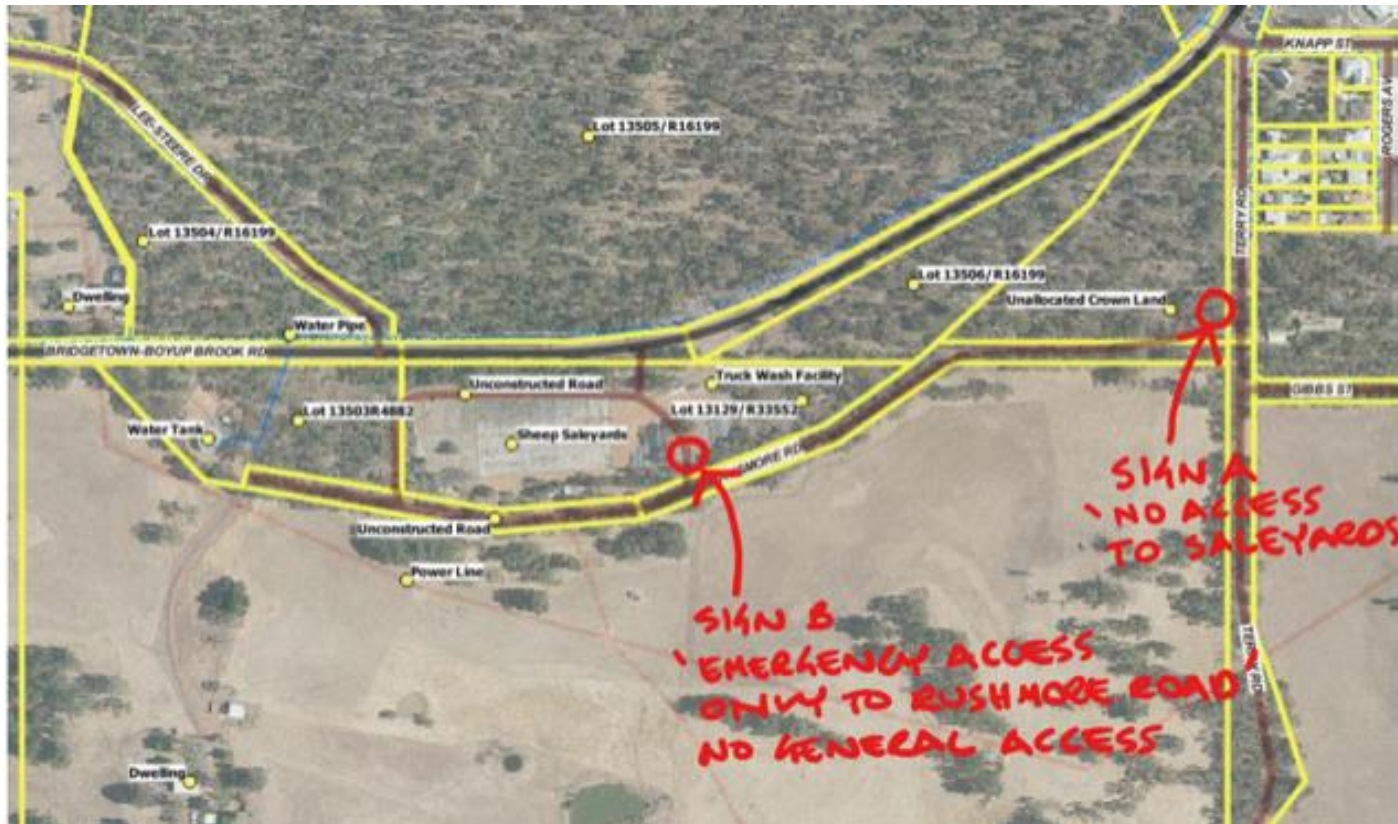 KNAPP ST
ROGERS AV
LEE-STEERE DR
Lot 13505/R16199
TERRY RD
Lot 13504/R16199
Lot 13506/R16199
Dwelling
Unallocated Crown Land
Water Pipe
BRIDGETOWN-BOYUP BROOK RD
Unconstructed Road
Truck Wash Facility
GIBBS ST
Lot 13503R4882
Lot 13129/R33552
Water Tank
Sheep Saleyards
MORE RD
SIGN A
'NO ACCESS
TO SALEYARDS
Unconstructed Road
Power Line
SIGN B
'EMERGENCY ACCESS
ONLY TO RUSHMORE ROAD
NO GENERAL ACCESS
TERRY RD
Dwelling